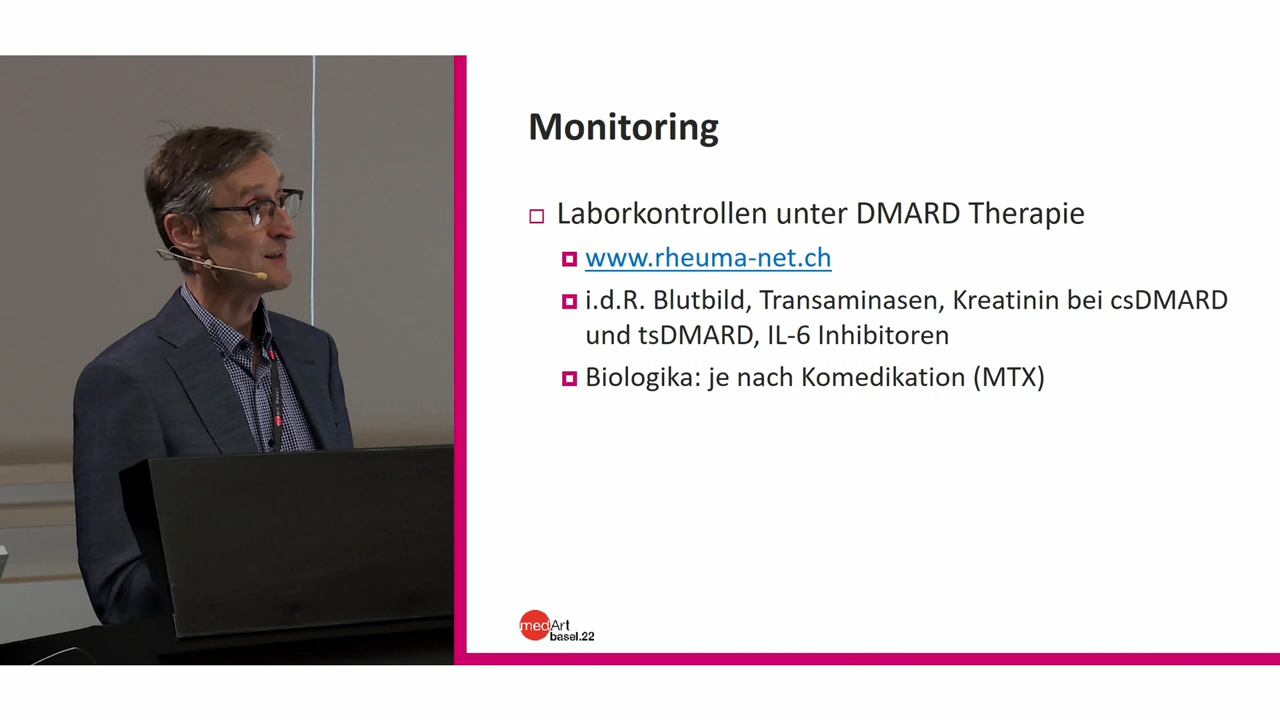 Monitoring
Laborkontrollen unter DMARD Therapie
www.rheuma-net.ch
i.d.R. Blutbild, Transaminasen, Kreatinin bei csDMARD
und tsDMARD, IL-6 Inhibitoren
Biologika: je nach Komedikation (MTX)
medArt
basel.22